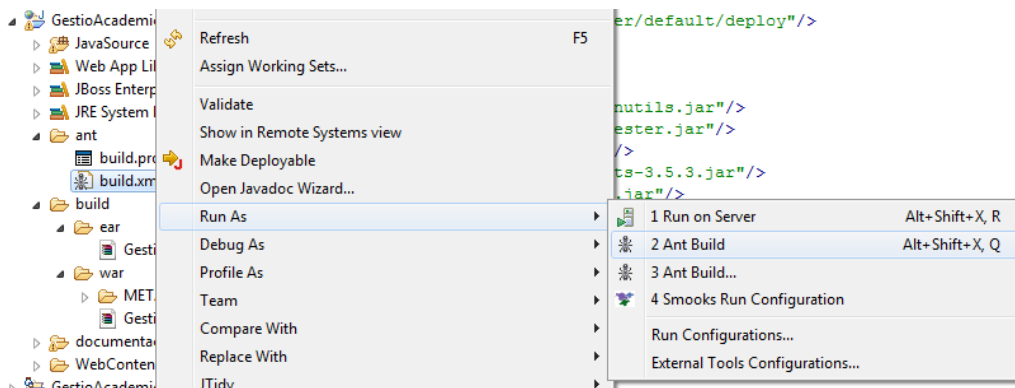 GestioAcademi
JavaSource
Web App Lil
JBoss Enterp
JRE System
ant
build.pro
build.xm
build
ear
Gesti
war
MET.
Gesti
documenta
WebConten
GestioAcademi
Refresh F5
Assign Working Sets...
Validate
Show in Remote Systems view
Make Deployable
Open Javadoc Wizard...
Run As
Debug As
Profile As
Team
Compare With
Replace With
JTidy
er/default/deploy"/>
nutils.jar"/>
ester.jar"/>
/>
ts-3.5.3.jar"/>
.jar"/>
1 Run on Server Alt+Shift+X, R
2 Ant Build Alt+Shift+X, Q
3 Ant Build...
4 Smooks Run Configuration
Run Configurations...
External Tools Configurations...